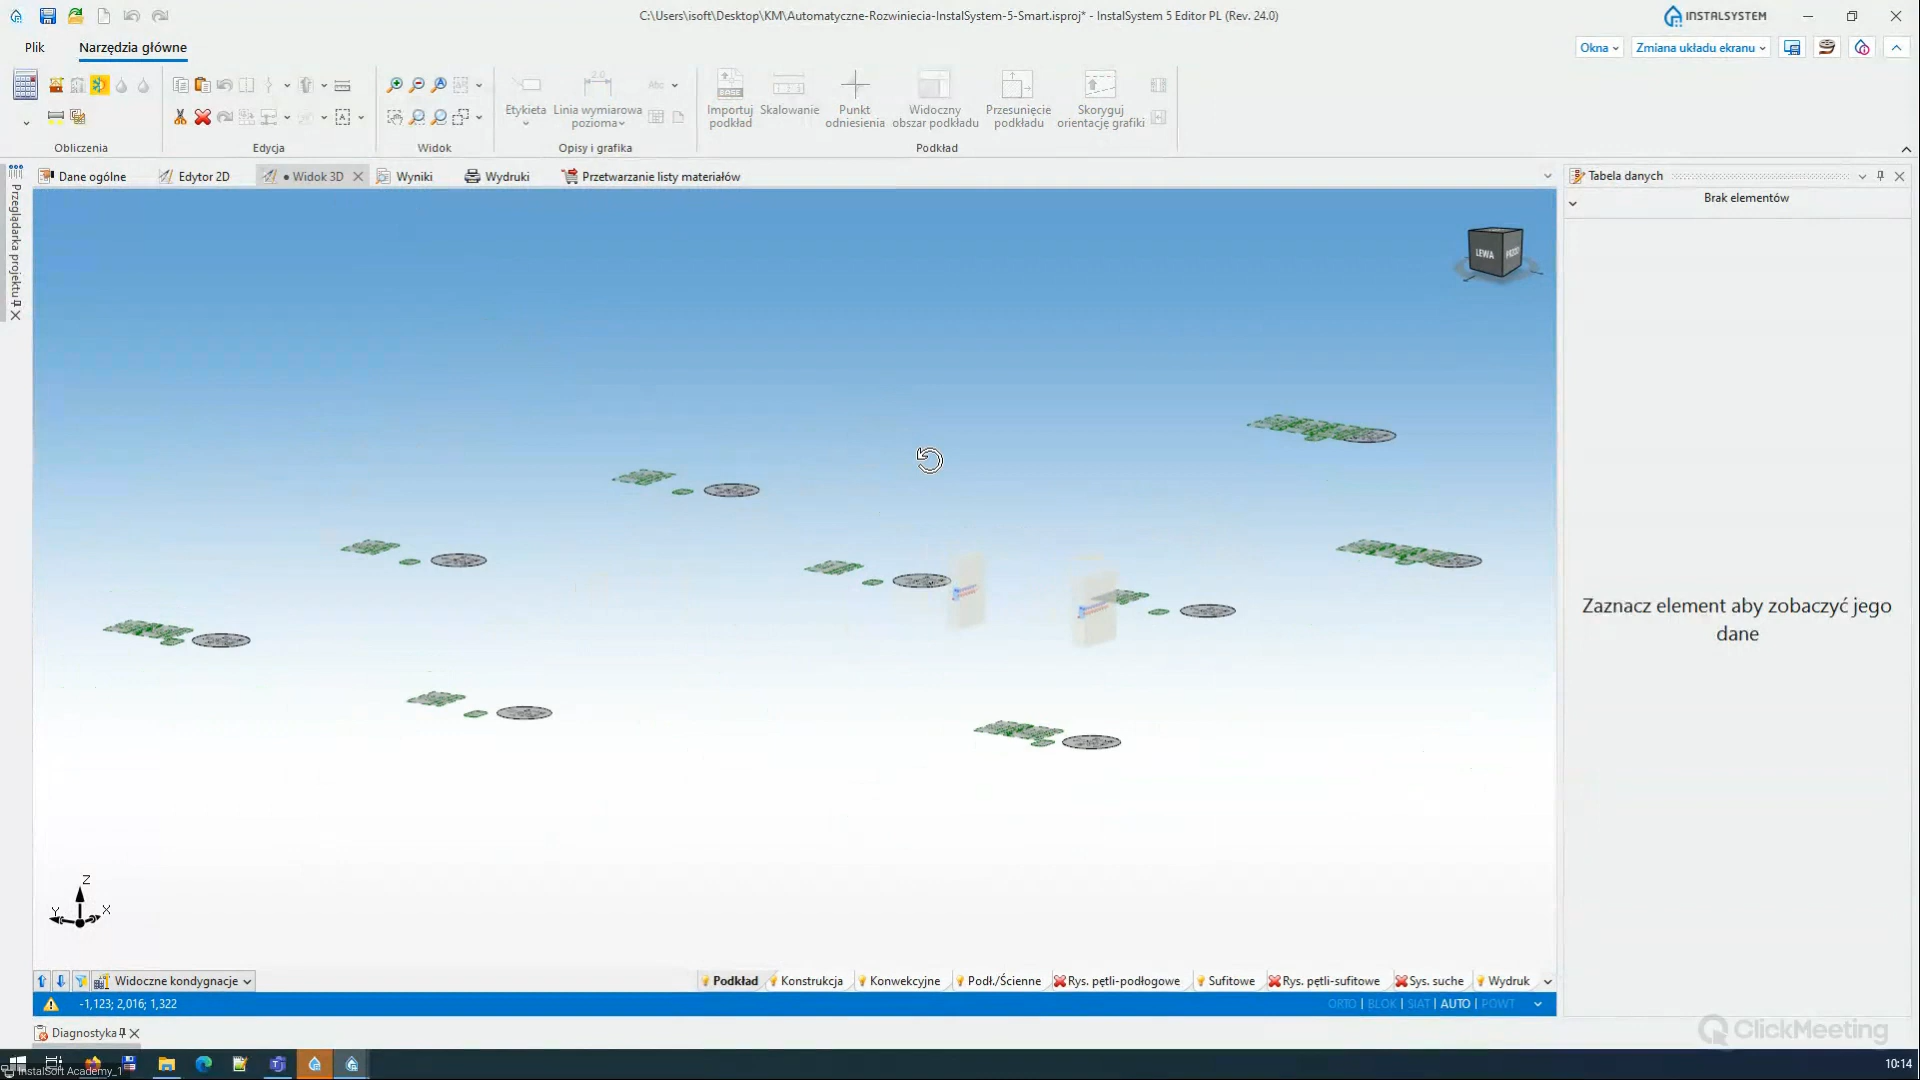 C:\Users\isoft\Desktop\KM\Automatyczne-Rozwiniecia-InstalSystem-5-Smart.isproj* - InstalSystem 5 Editor PL (Rev. 24.0)
INSTALSYSTEM
Plik
Narzędzia główne
Okna
Zmiana układu ekranu
2.0
Abc
BASE
Etykieta
Linia wymiarowa
pozioma
Importuj
podkład
Skalowanie
Punkt
odniesienia
Widoczny
obszar podkładu
Przesunięcie
podkładu
Skoryguj
orientację grafiki
Obliczenia
Edycja
Widok
Opisy i grafika
Podkład
Przeglądarka projektu
Dane ogólne
Edytor 2D
• Widok 3D
Wyniki
Wydruki
Przetwarzanie listy materiałów
Tabela danych
Brak elementów
LEWA
Zaznacz element aby zobaczyć jego
dane
Z
Y
X
Widoczne kondygnacje
Podkład
Konstrukcja
Konwekcyjne
Podł./Ścienne
Rys. pętli-podłogowe
Sufitowe
Rys. pętli-sufitowe
Sys. suche
Wydruk
-1,123; 2,016; 1,322
ORTO | BLOK | SIAT | AUTO | POWT
Diagnostyka
ClickMeeting
InstalSoft Academy_1
10:14